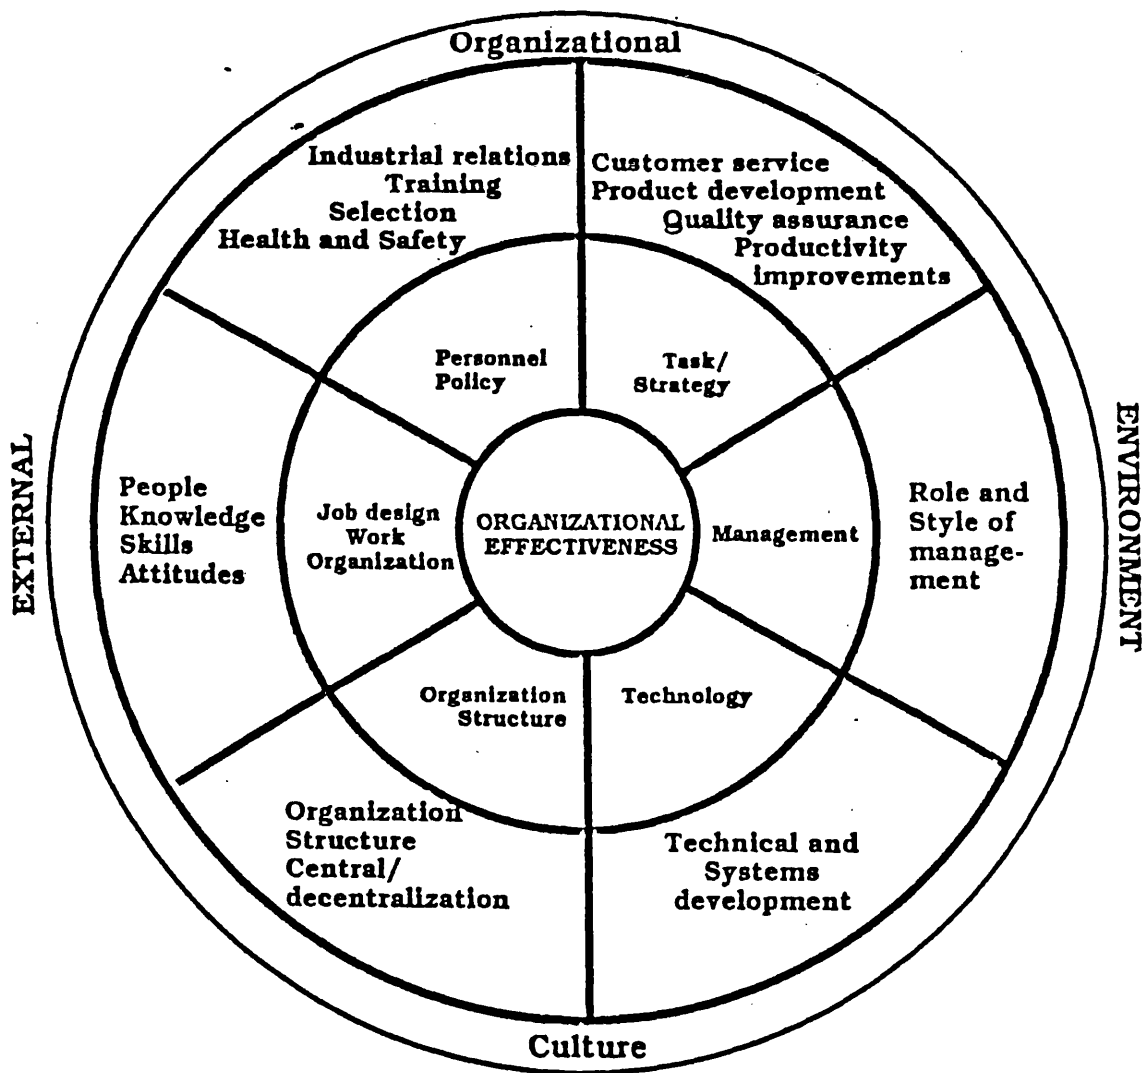 Organizational
Industrial relations
Training
Selection
Health and Safety
Customer service
Product development
Quality assurance
Productivity
improvements
Personnel
Policy
Task/
Strategy
EXTERNAL
People
Knowledge
Skills
Attitudes
Job design
Work
Organization
ORGANIZATIONAL
EFFECTIVENESS
Management
Role and
Style of
manage-
ment
ENVIRONMENT
Organization
Structure
Technology
Organization
Structure
Central/
decentralization
Technical and
Systems
development
Culture